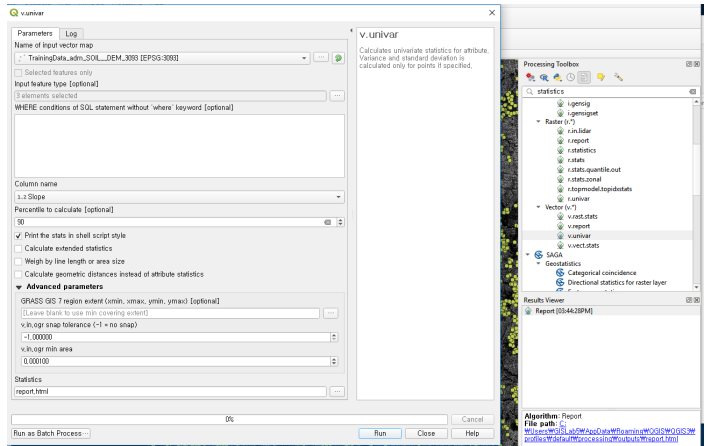 v.univar
Parameters
Log
Name of input vector map
TrainingData_adm_SOIL__DEM_3093 [EPSG:3093]
Selected features only
Input feature type [optional]
3 elements selected
WHERE conditions of SQL statement without 'where' keyword [optional]
Column name
1.2 Slope
Percentile to calculate [optional]
90
Print the stats in shell script style
Calculate extended statistics
Weigh by line length or area size
Calculate geometric distances instead of attribute statistics
Advanced parameters
GRASS GIS 7 region extent (xmin, xmax, ymin, ymax) [optional]
[Leave blank to use min covering extent]
v.in.ogr snap tolerance (-1 = no snap)
-1,000000
v.in.ogr min area
0,000100
Statistics
report.html
0%
Cancel
Run as Batch Process…
Run
Close
Help
v.univar
Calculates univariate statistics for attribute.
Variance and standard deviation is
calculated only for points if specified.
Processing Toolbox
statistics
i.gensig
i.gensigset
Raster (r.*)
r.in.lidar
r.report
r.statistics
r.stats
r.stats.quantile.out
r.stats.zonal
r.topmodel.topidxstats
r.univar
Vector (v.*)
v.rast.stats
v.report
v.univar
v.vect.stats
SAGA
Geostatistics
Categorical coincidence
Directional statistics for raster layer
Results Viewer
Report [03:44:28PM]
Algorithm: Report
File path: C:
₩Users₩GISLab5₩AppData₩Roaming₩QGIS₩QGIS3₩
profiles₩default₩processing₩outputs₩report.html